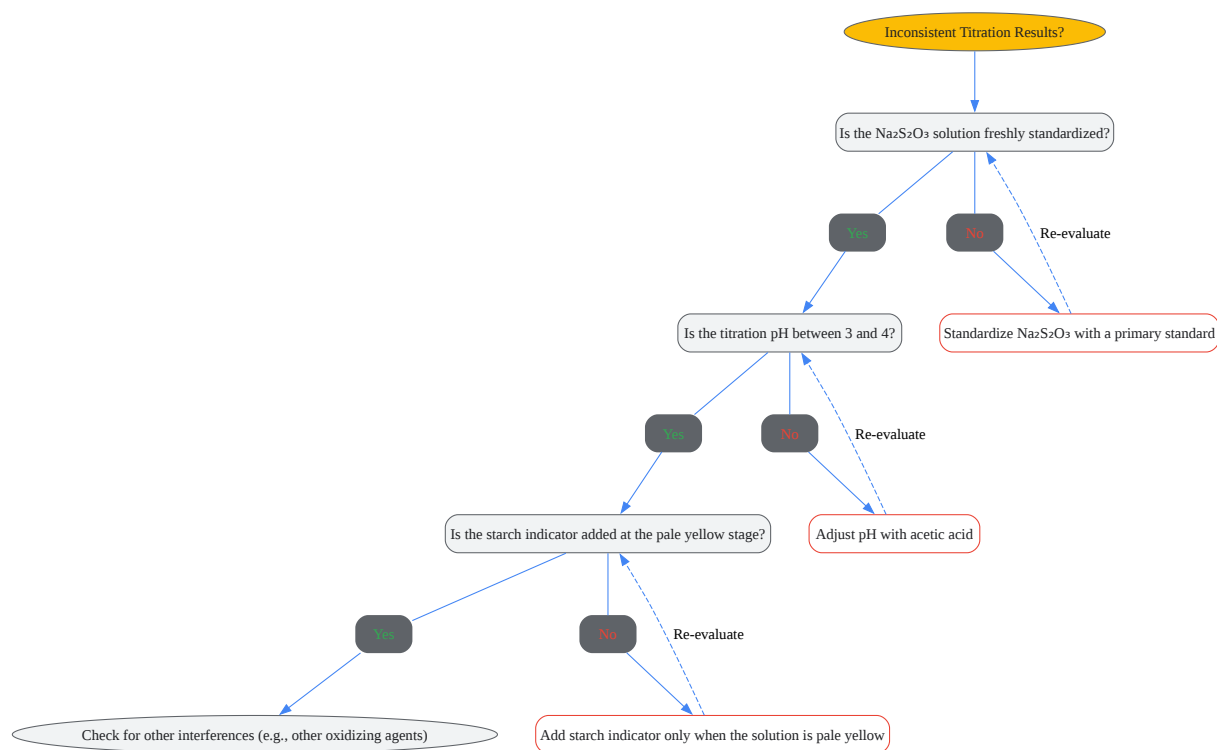 Inconsistent Titration Results?
Is the Na₂S₂O₃ solution freshly standardized?
Yes
No
Re-evaluate
Is the titration pH between 3 and 4?
Standardize Na₂S₂O₃ with a primary standard
Yes
No
Re-evaluate
Is the starch indicator added at the pale yellow stage?
Adjust pH with acetic acid
Yes
No
Re-evaluate
Check for other interferences (e.g., other oxidizing agents)
Add starch indicator only when the solution is pale yellow